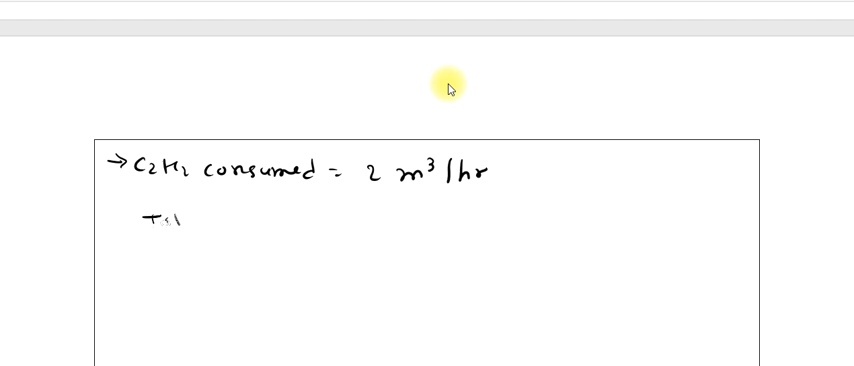 → C2H2 consumed = 2 m³/hr